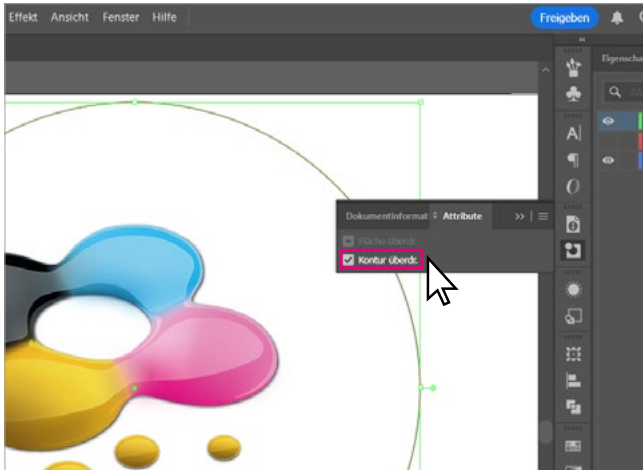 Effekt Ansicht Fenster Hilfe
Freigeben
Eigenscha
Dokumentinformat Attribute
Fläche überdr.
Kontur überdr.